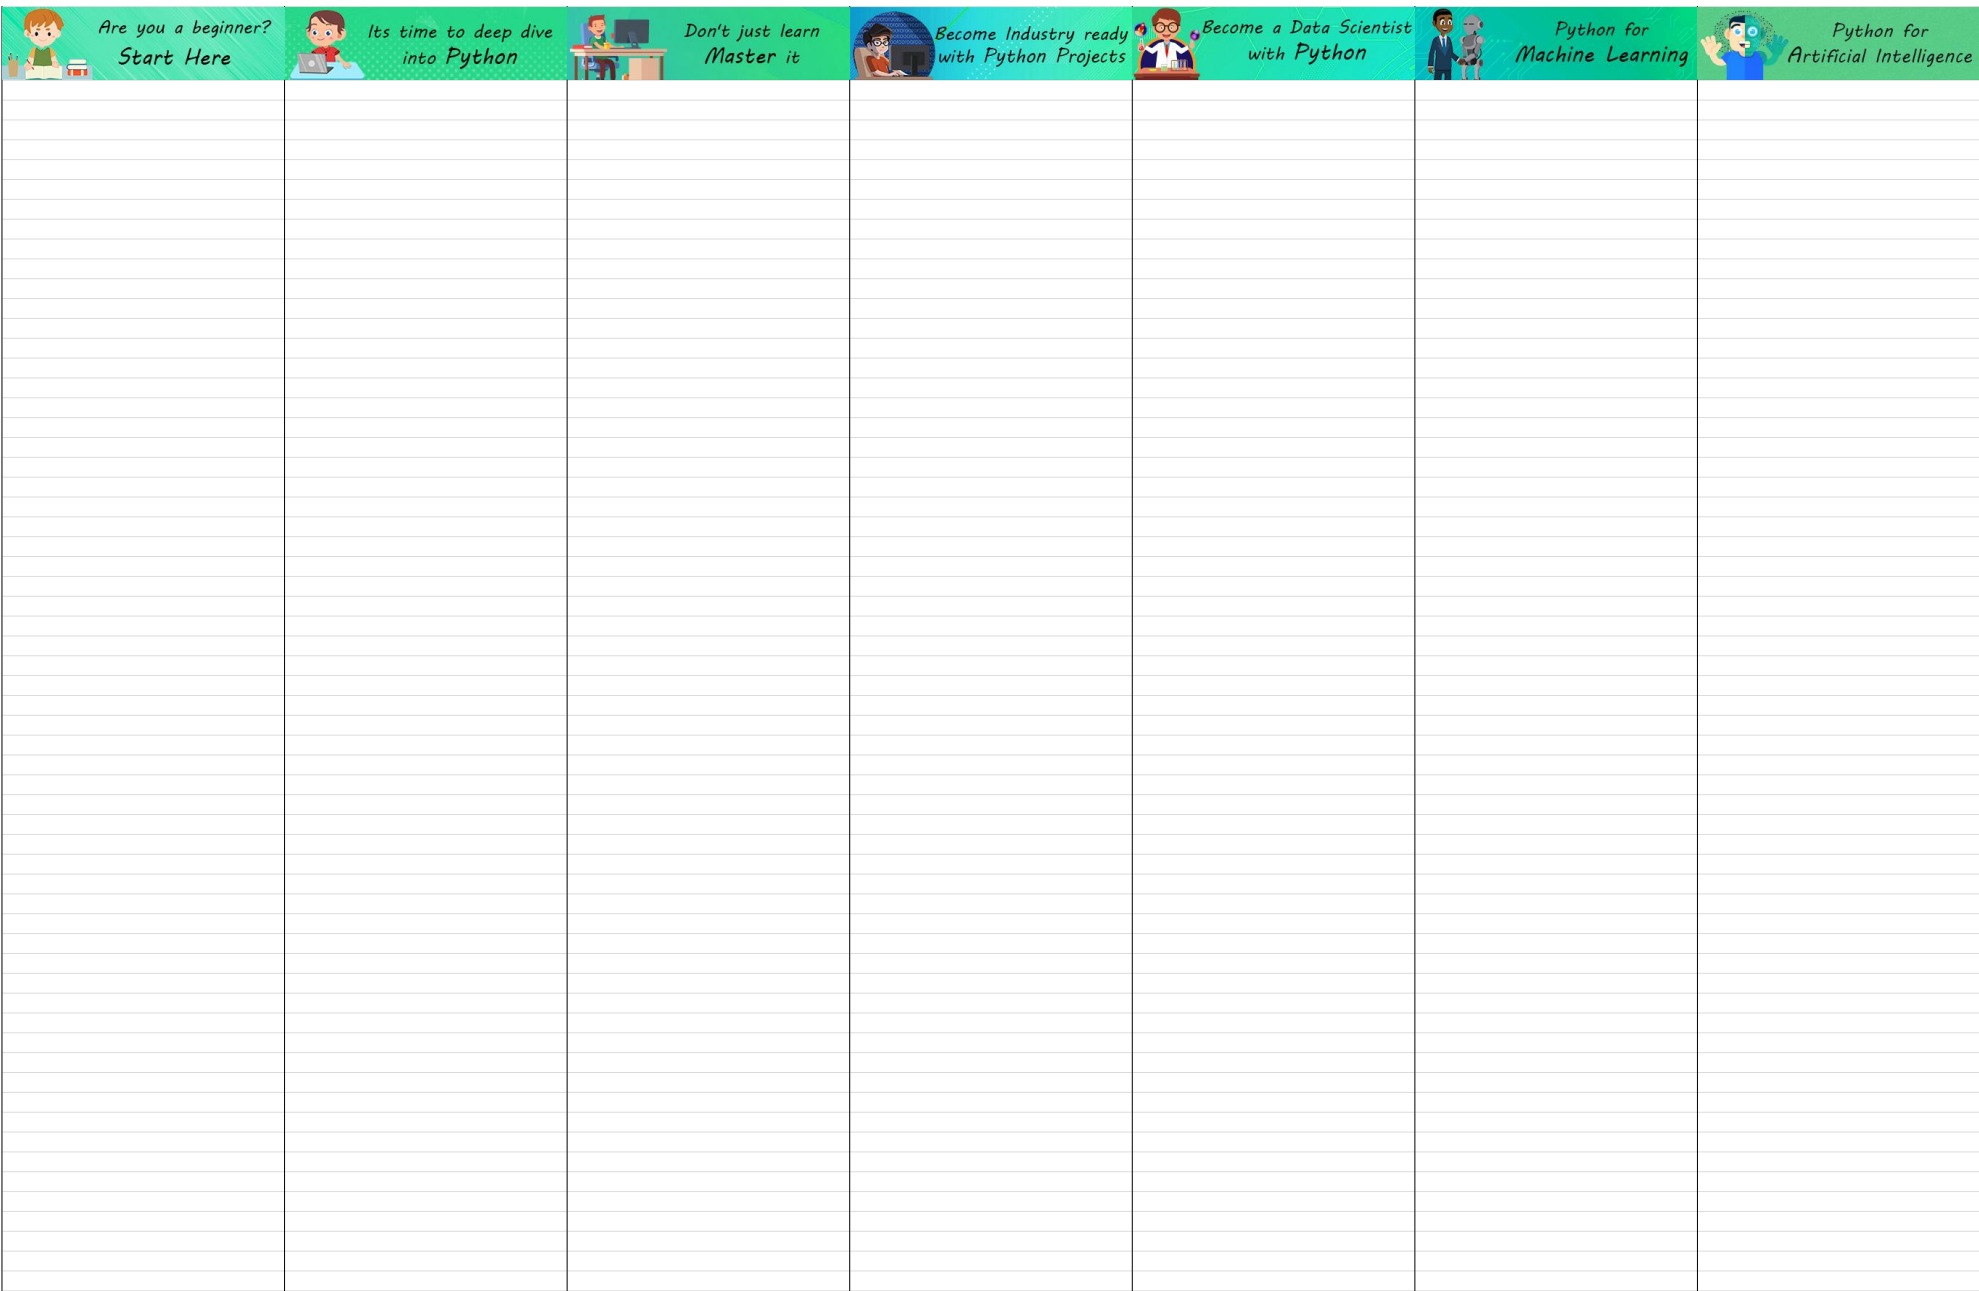 Are you a beginner?
Start Here
Its time to deep dive
into Python
Don't just learn
Master it
Become Industry ready
with Python Projects
Become a Data Scientist
with Python
Python for
Machine Learning
Python for
Artificial Intelligence